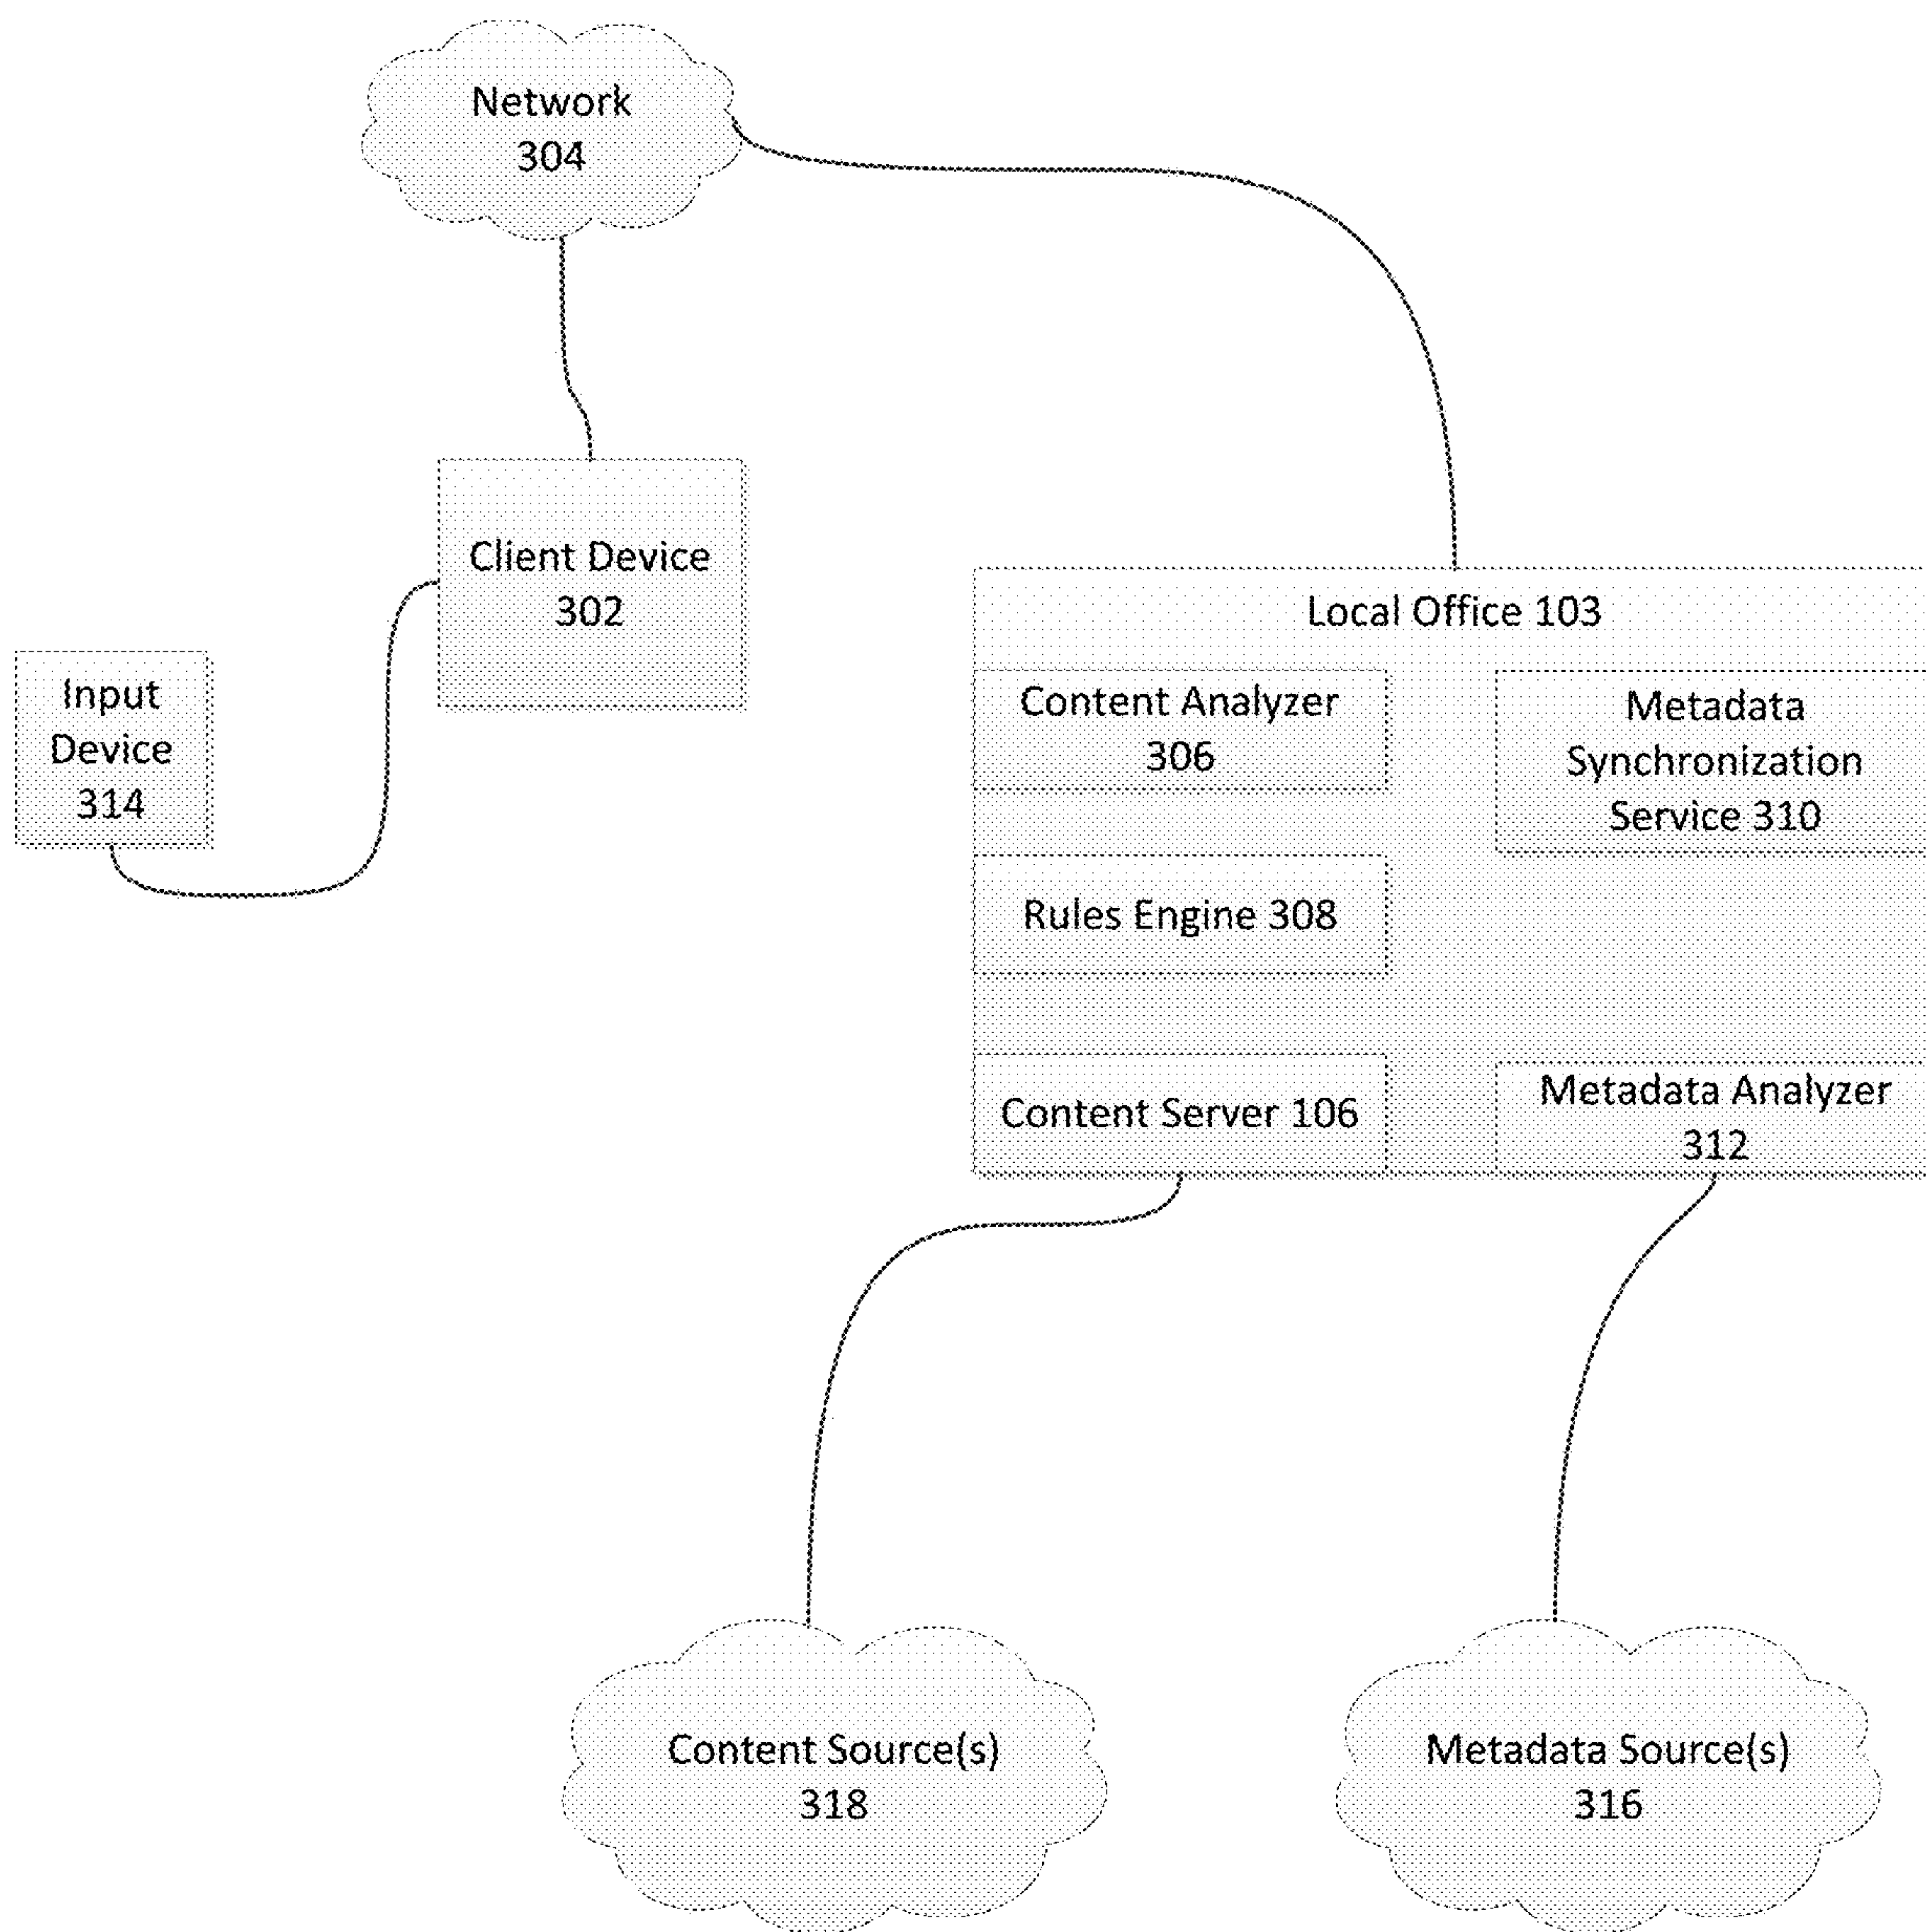 Network
304
Client Device
302
Input
Device
314
Local Office 103
Content Analyzer
306
Metadata
Synchronization
Service 310
Rules Engine 308
Content Server 106
Metadata Analyzer
312
Content Source(s)
318
Metadata Source(s)
316